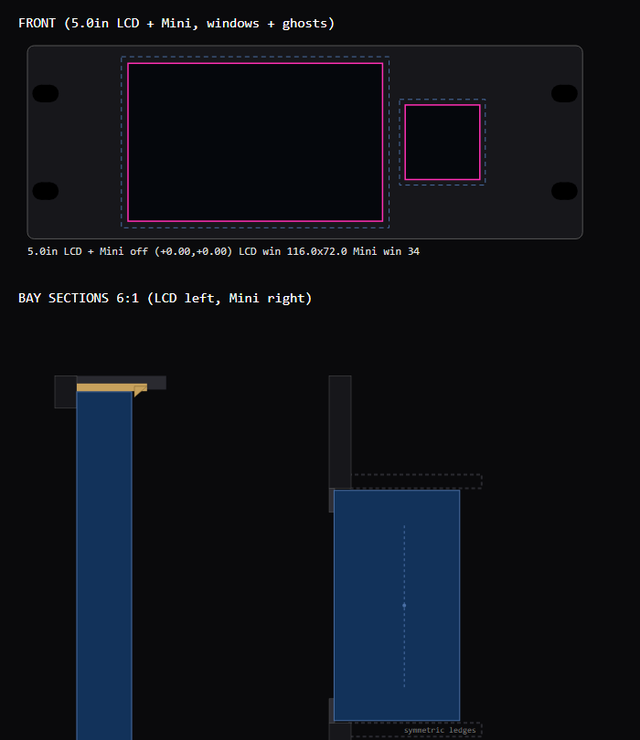 FRONT (5.0in LCD + Mini, windows + ghosts)
5.0in LCD + Mini off (+0.00,+0.00) LCD win 116.0x72.0 Mini win 34
BAY SECTIONS 6:1 (LCD left, Mini right)
symmetric ledges